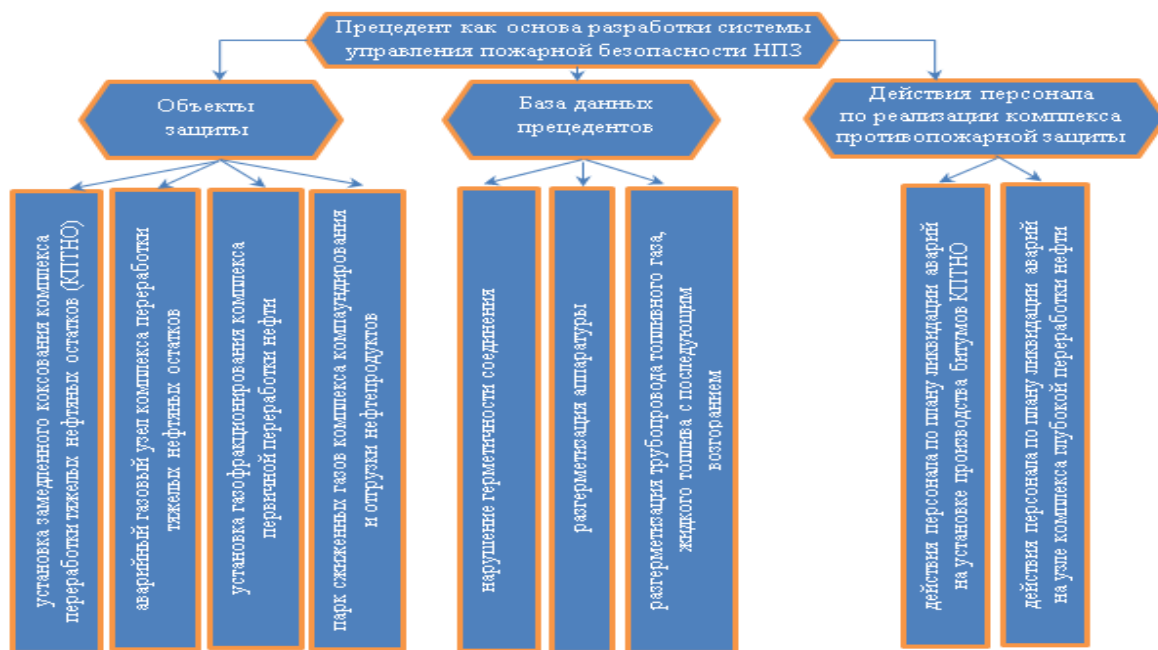 Прецедент как основа разработки системы
управления пожарной безопасности НПЗ
Объекты
защиты
База данных
прецедентов
Действия персонала
по реализации комплекса
противопожарной защиты
установка замедленного коксования комплекса
переработки тяжелых нефтяных остатков (КПТНО)
аварийный газовый узел комплекса переработки
тяжелых нефтяных остатков
установка газофракционирования комплекса
первичной переработки нефти
парк сжиженных газов комплекса компаундирования
и отгрузки нефтепродуктов
нарушение герметичности соединения
разгерметизация аппаратуры
разгерметизация трубопровода топливного газа,
жидкого топлива с последующим
возгоранием
действия персонала по плану ликвидации аварий
на установке производства битумов КПТНО
действия персонала по плану ликвидации аварий
на узле комплекса глубокой переработки нефти